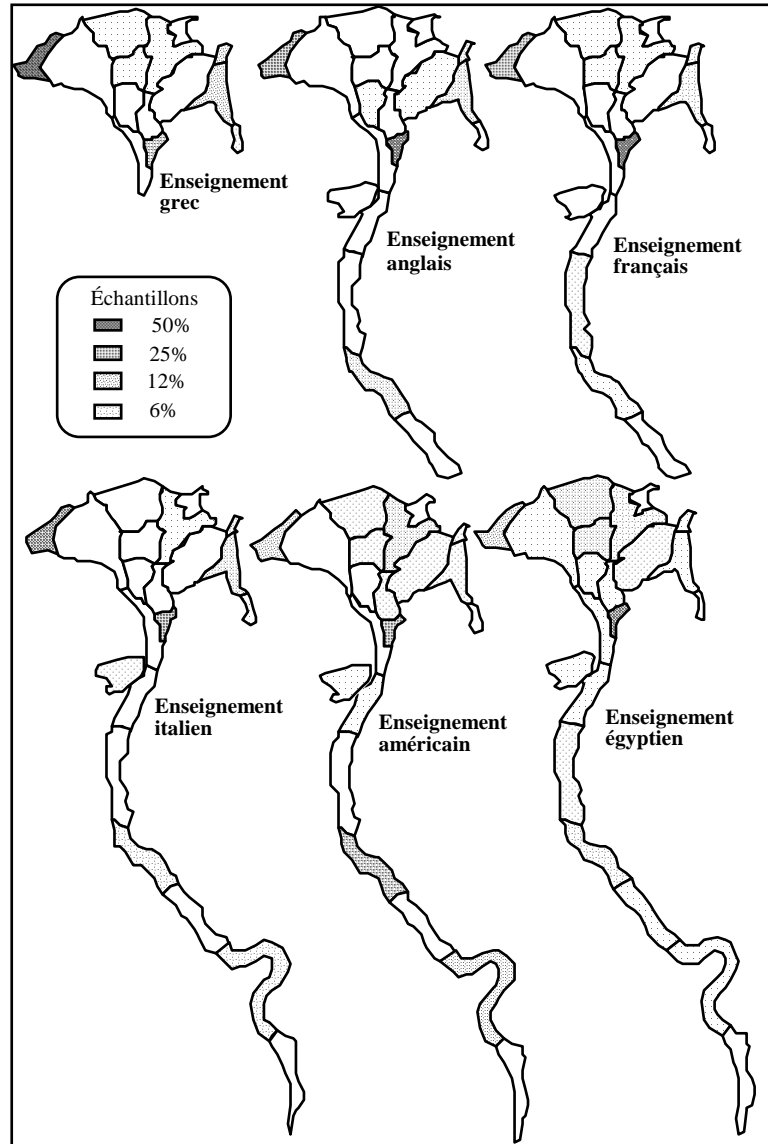 Enseignement
grec
Enseignement
anglais
Enseignement
français
Échantillons
50%
25%
12%
6%
Enseignement
italien
Enseignement
américain
Enseignement
égyptien